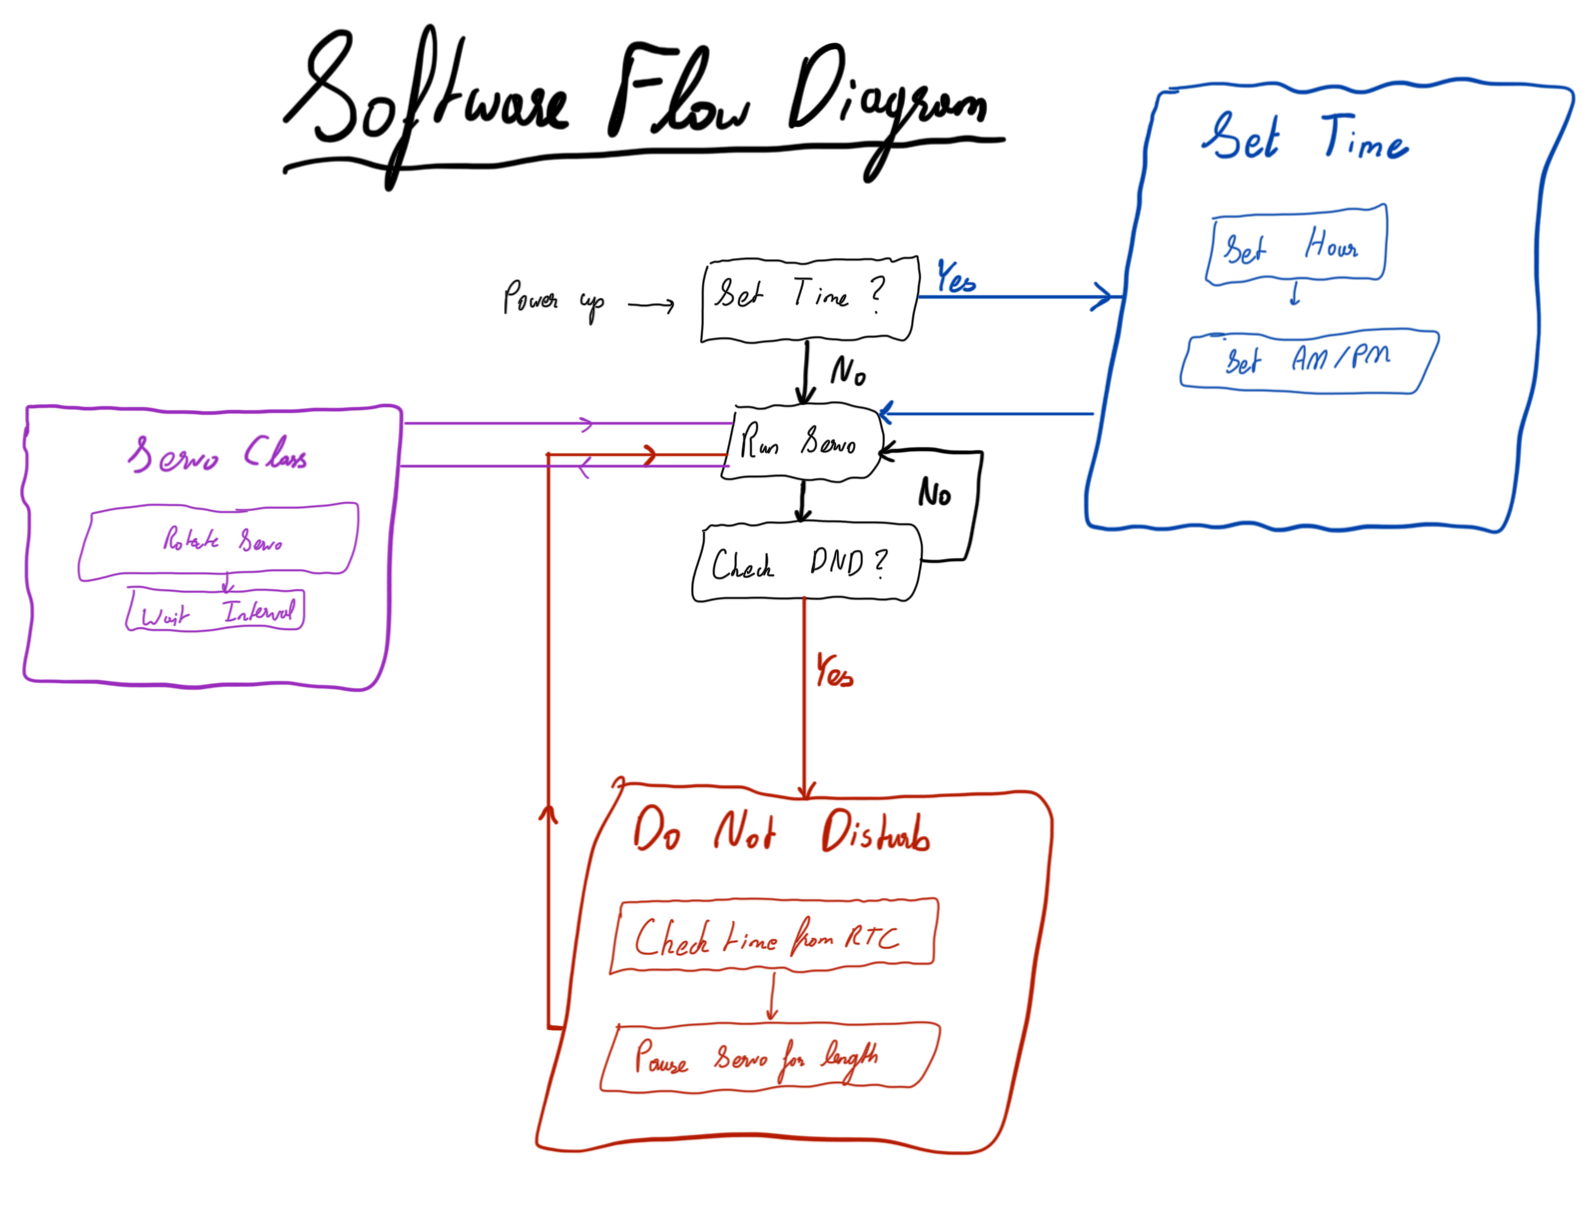 Software Flow Diagram
Set Time
Set Hour
Set AM/PM
Power up
Set Time ?
Yes
No
Run Servo
No
Check DND?
Yes
Servo Class
Rotate Servo
Wait Interval
Do Not Disturb
Check time from RTC
Pause Servo for length